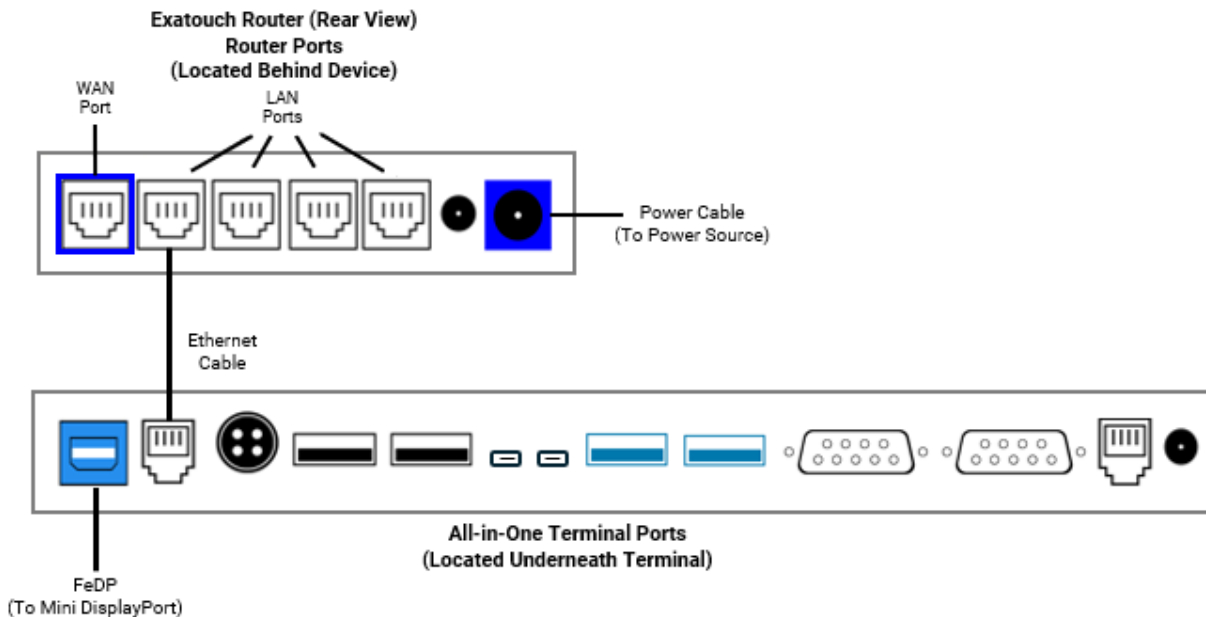 Exatouch Router (Rear View)
Router Ports
(Located Behind Device)
WAN
Port
LAN
Ports
Power Cable
(To Power Source)
Ethernet
Cable
All-in-One Terminal Ports
(Located Underneath Terminal)
FeDP
(To Mini DisplayPort)